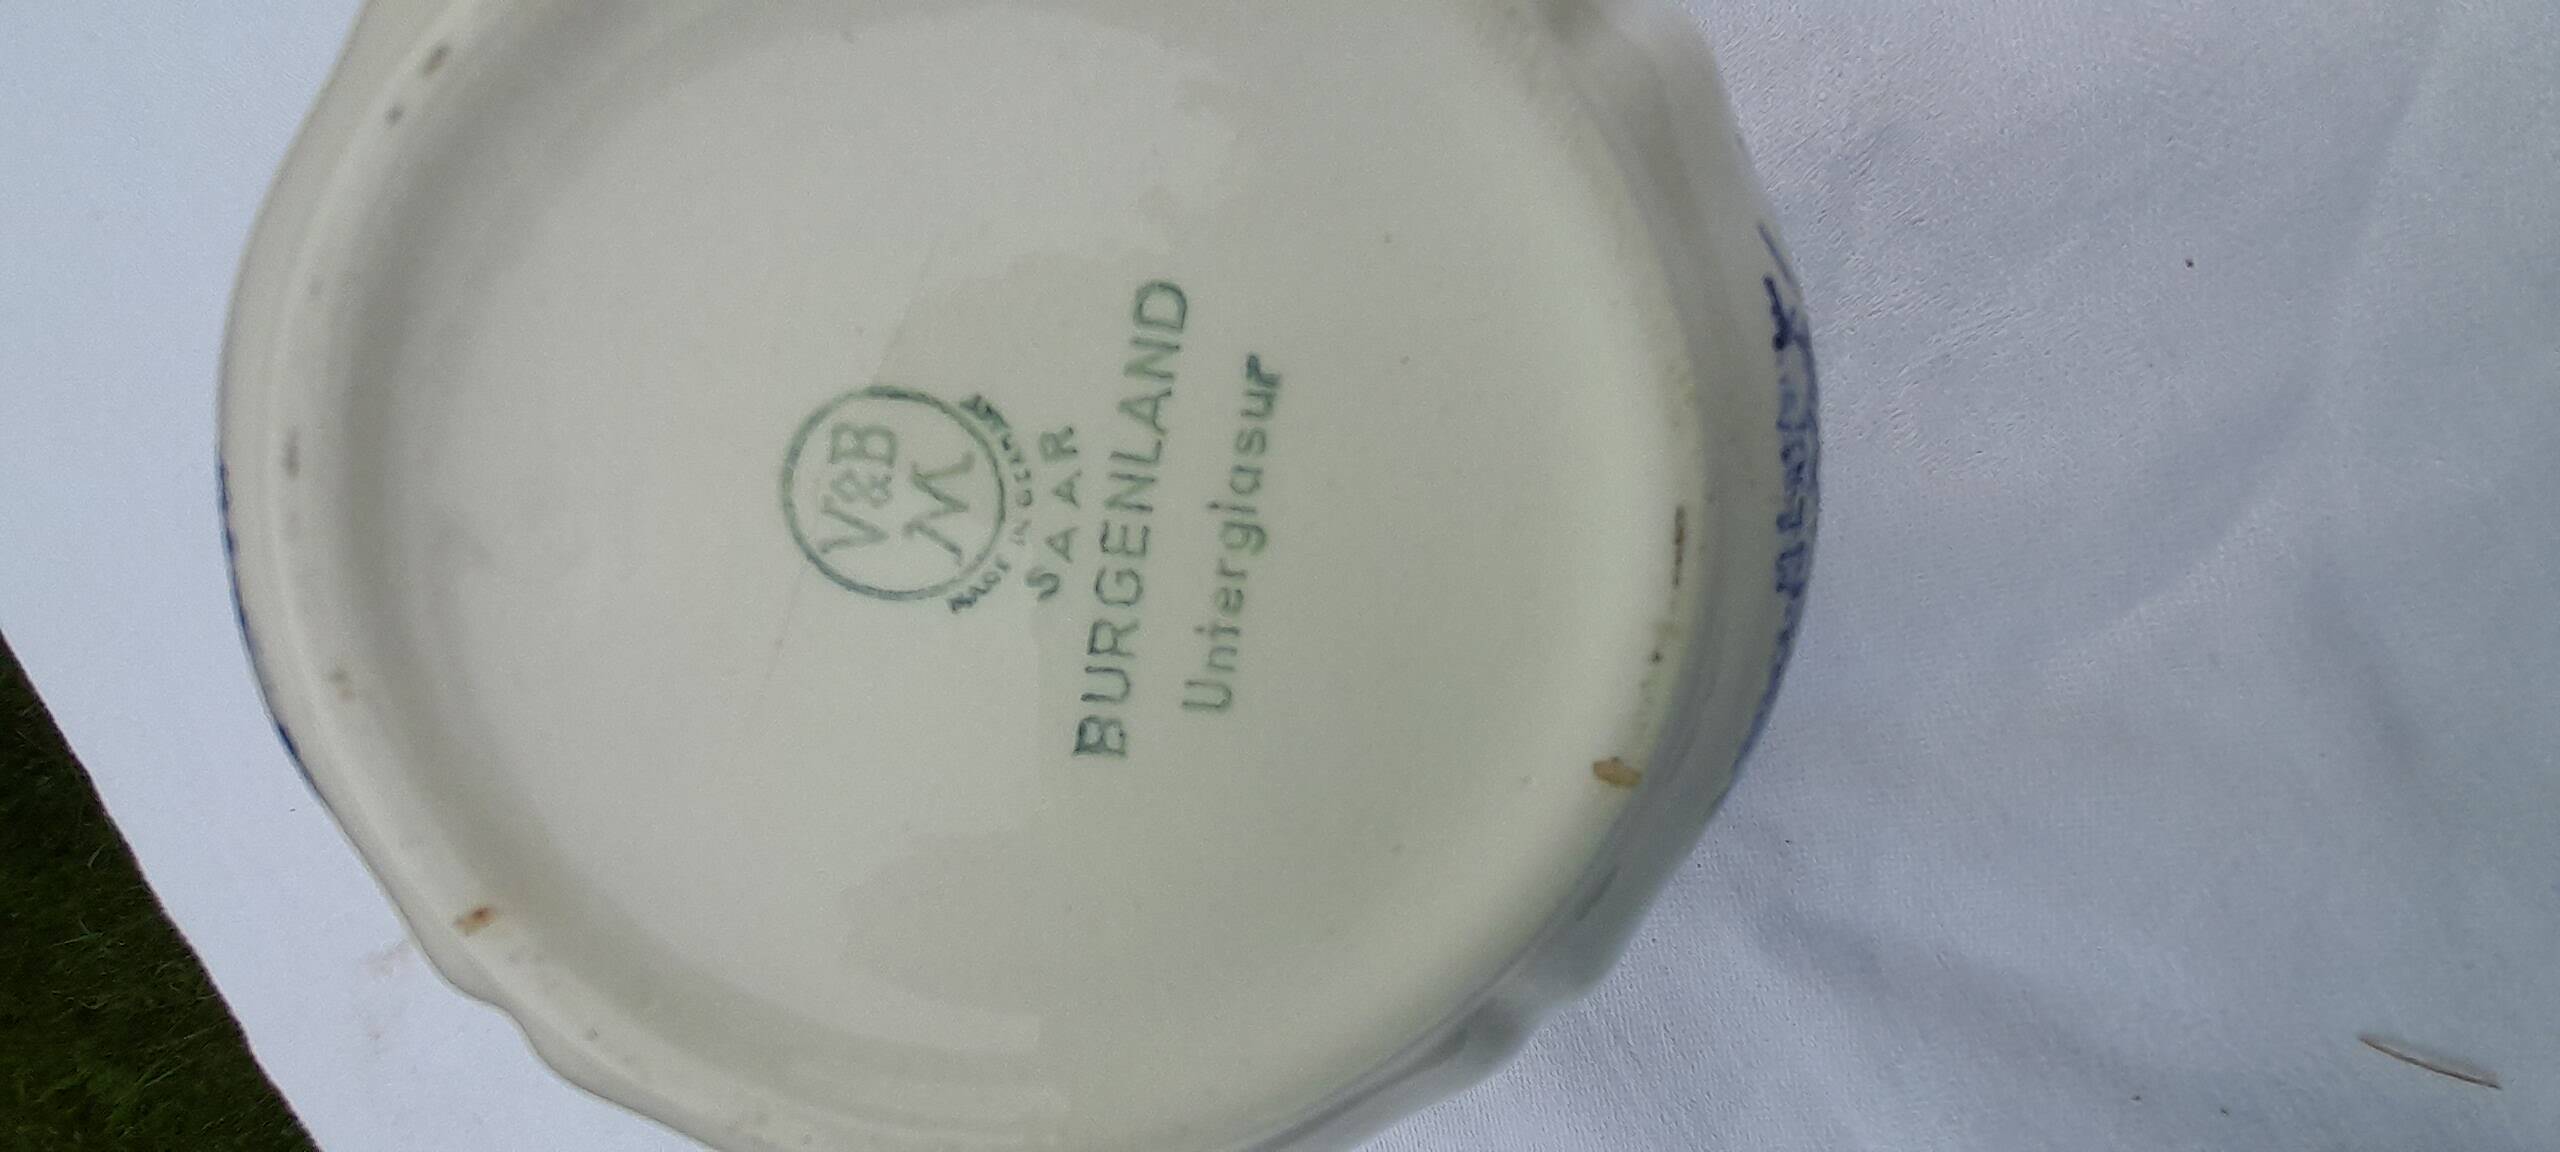 V&B
M
MADE IN GERMANY
SAAR
BURGENLAND
Unterglasur